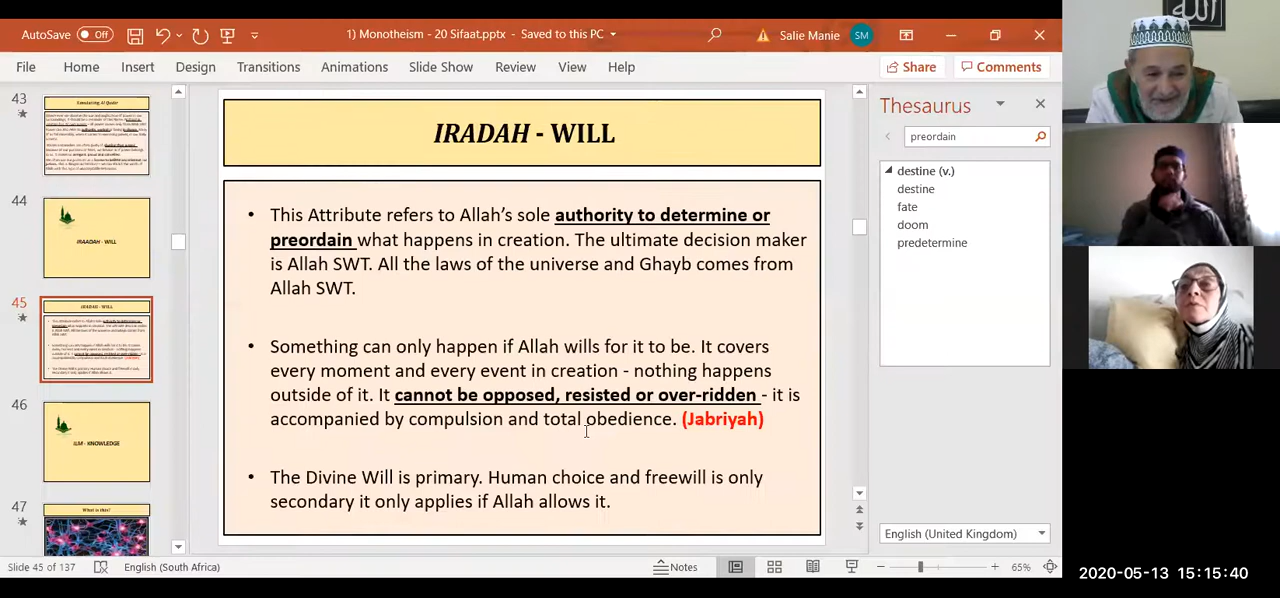 AutoSave Off
1) Monotheism - 20 Sifaat.pptx - Saved to this PC
Salie Manie SM
File Home Insert Design Transitions Animations Slide Show Review View Help Share Comments
43
44
IRAADAH - WILL
45
IRADAH - WILL
46
ILM - KNOWLEDGE
47
What is this?
IRADAH - WILL
• This Attribute refers to Allah's sole authority to determine or
preordain what happens in creation. The ultimate decision maker
is Allah SWT. All the laws of the universe and Ghayb comes from
Allah SWT.
• Something can only happen if Allah wills for it to be. It covers
every moment and every event in creation - nothing happens
outside of it. It cannot be opposed, resisted or over-ridden - it is
accompanied by compulsion and total obedience. (Jabriyah)
• The Divine Will is primary. Human choice and freewill is only
secondary it only applies if Allah allows it.
Thesaurus
preordain
destine (v.)
destine
fate
doom
predetermine
English (United Kingdom)
Slide 45 of 137 English (South Africa) Notes 65%
الله
2020-05-13 15:15:40